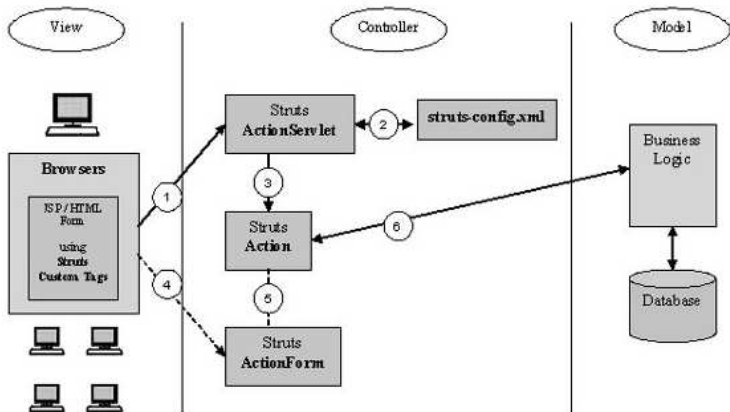 View
Controller
Model
Struts
ActionServlet
2
struts-config.xml
Browsers
JSP/HTML
Form
using
Struts
Custom Tags
1
3
Struts
Action
6
Business
Logic
4
5
Struts
ActionForm
Database